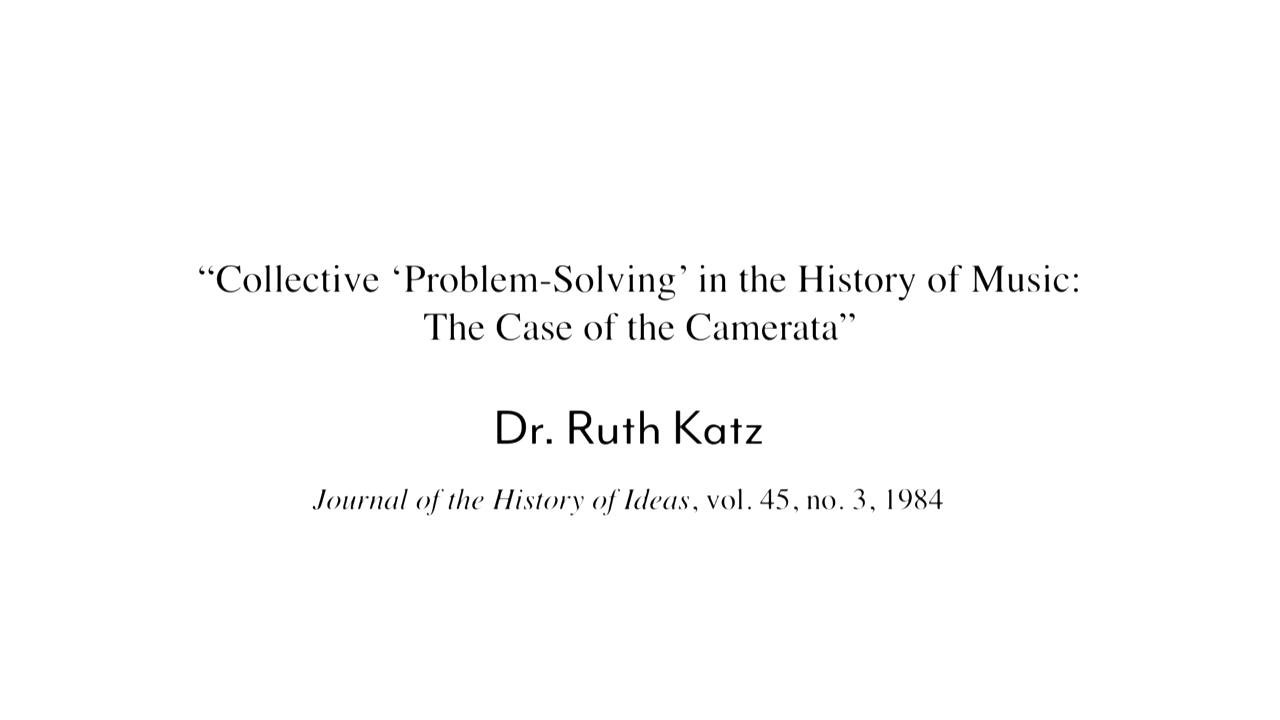 “Collective ‘Problem-Solving’ in the History of Music:
The Case of the Camerata”
Dr. Ruth Katz
Journal of the History of Ideas, vol. 45, no. 3, 1984